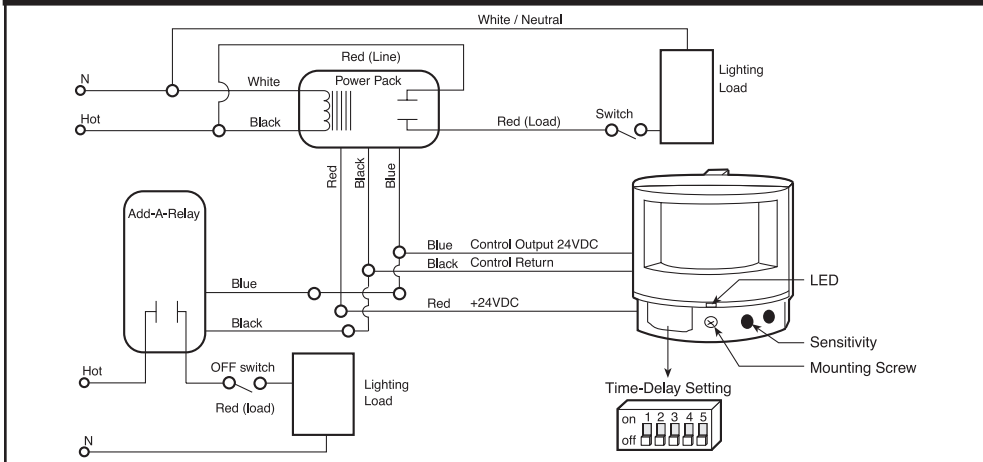 White / Neutral
Red (Line)
N
White
Power Pack
Lighting
Load
Hot
Black
Switch
Red (Load)
Red
Black
Blue
Add-A-Relay
Blue Control Output 24VDC
Black Control Return
Blue
Red +24VDC
LED
Black
Sensitivity
Hot
OFF switch
Mounting Screw
Lighting
Load
Red (load)
Time-Delay Setting
on 1 2 3 4 5
off
N